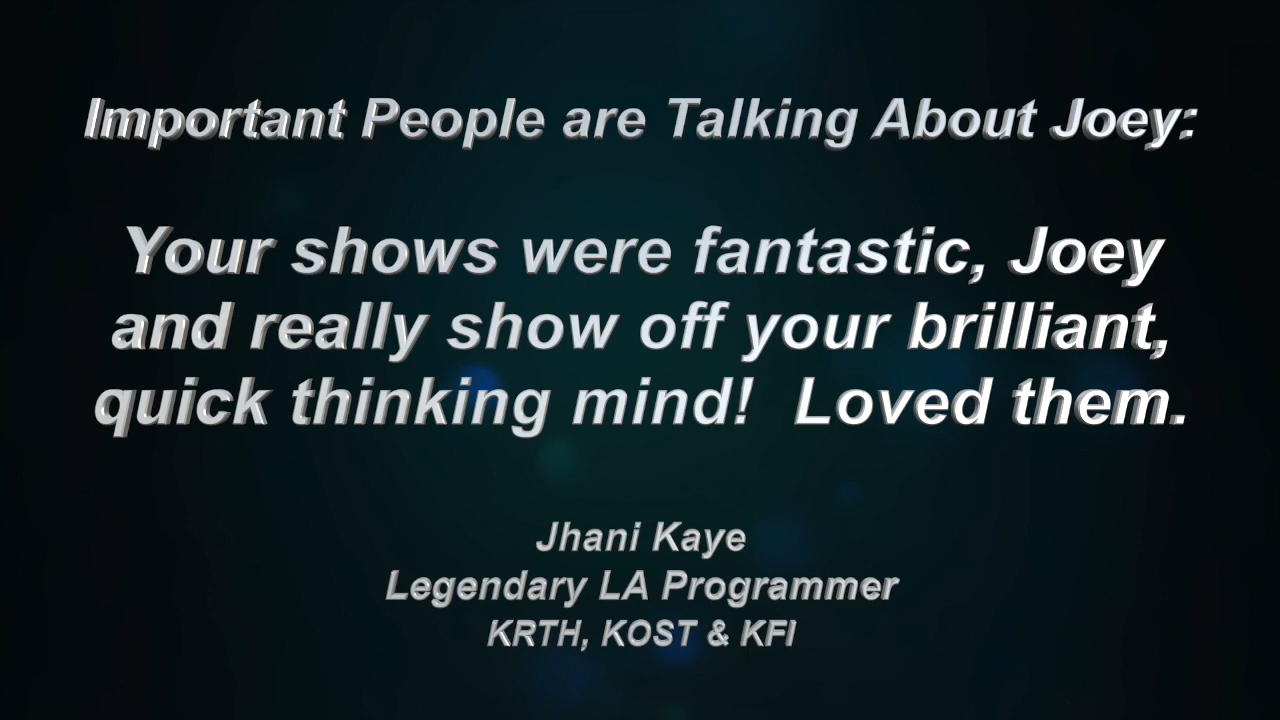 Important People are Talking About Joey:
Your shows were fantastic, Joey
and really show off your brilliant,
quick thinking mind!  Loved them.
Jhani Kaye
Legendary LA Programmer
KRTH, KOST & KFI